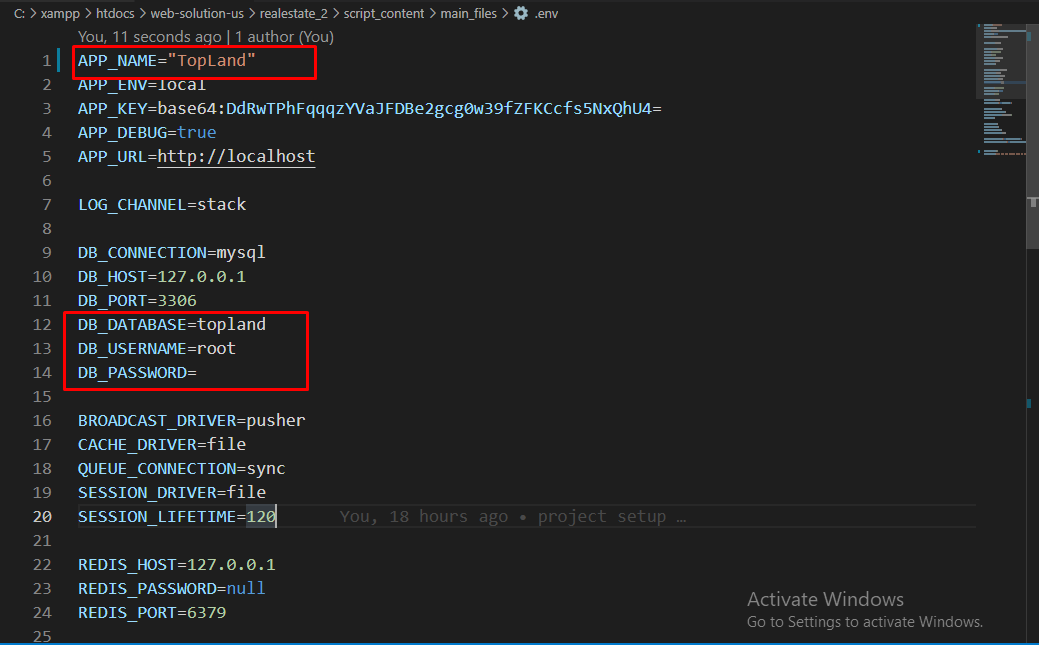 C: > xampp > htdocs > web-solution-us > realestate_2 > script_content > main_files > .env
You, 11 seconds ago | 1 author (You)
1 APP_NAME="TopLand"
2 APP_ENV=local
3 APP_KEY=base64:DdRwTPhFqqqzYVaJFDBe2gcg0w39fZFKCcfs5NxQhU4=
4 APP_DEBUG=true
5 APP_URL=http://localhost
6
7 LOG_CHANNEL=stack
8
9 DB_CONNECTION=mysql
10 DB_HOST=127.0.0.1
11 DB_PORT=3306
12 DB_DATABASE=topland
13 DB_USERNAME=root
14 DB_PASSWORD=
15
16 BROADCAST_DRIVER=pusher
17 CACHE_DRIVER=file
18 QUEUE_CONNECTION=sync
19 SESSION_DRIVER=file
20 SESSION_LIFETIME=120 You, 18 hours ago • project setup …
21
22 REDIS_HOST=127.0.0.1
23 REDIS_PASSWORD=null
24 REDIS_PORT=6379
25
Activate Windows
Go to Settings to activate Windows.